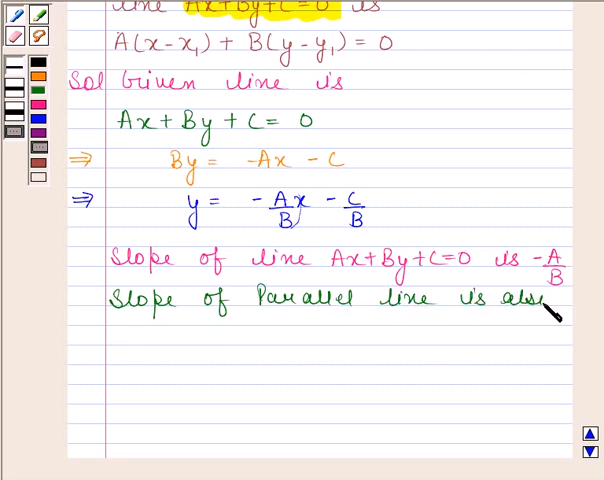 line Ax+By+C=0 is
A(x-x₁) + B(y-y₁) = 0
Sol Given line is
Ax + By + C = 0
⇒ By = -Ax - C
⇒ y = -A/B x - C/B
Slope of line Ax+By+C=0 is -A/B
Slope of Parallel line is also